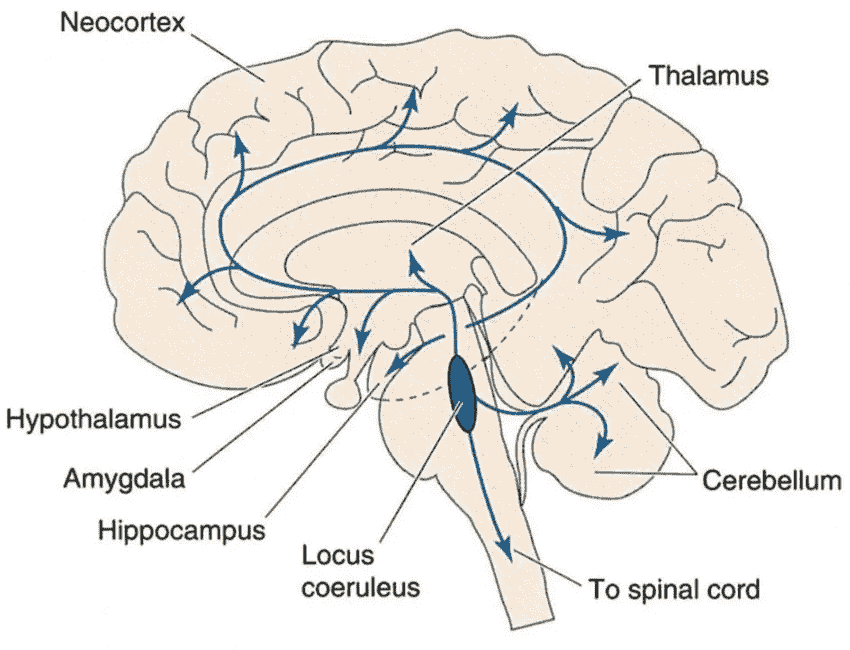 Neocortex
Thalamus
Hypothalamus
Amygdala
Hippocampus
Locus
coeruleus
Cerebellum
To spinal cord